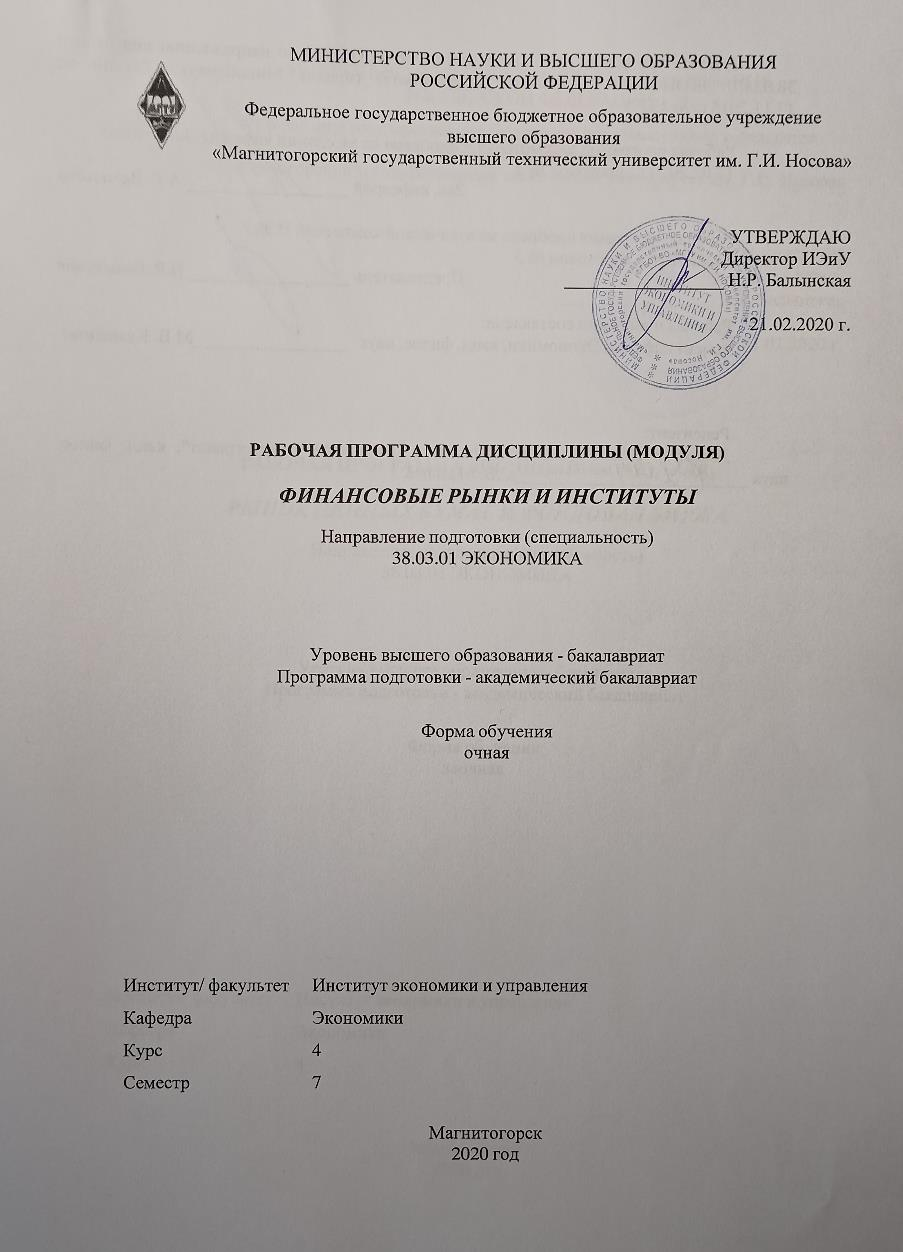 МИНИСТЕРСТВО НАУКИ И ВЫСШЕГО ОБРАЗОВАНИЯ
РОССИЙСКОЙ ФЕДЕРАЦИИ
Федеральное государственное бюджетное образовательное учреждение
высшего образования
«Магнитогорский государственный технический университет им. Г.И. Носова»
УТВЕРЖДАЮ
Директор ИЭиУ
Н.Р. Балынская
21.02.2020 г.
ИНСТИТУТ
ЭКОНОМИКИ И
УПРАВЛЕНИЯ
РАБОЧАЯ ПРОГРАММА ДИСЦИПЛИНЫ (МОДУЛЯ)
ФИНАНСОВЫЕ РЫНКИ И ИНСТИТУТЫ
Направление подготовки (специальность)
38.03.01 ЭКОНОМИКА
Уровень высшего образования - бакалавриат
Программа подготовки - академический бакалавриат
Форма обучения
очная
Институт/ факультет Институт экономики и управления
Кафедра Экономики
Курс 4
Семестр 7
Магнитогорск
2020 год